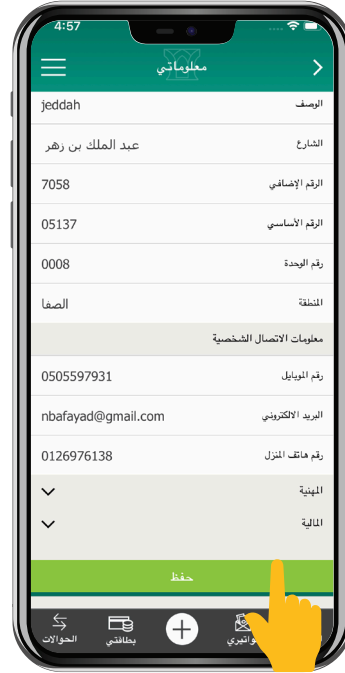 4:57
معلوماتي
الوصف jeddah
الشارع عبد الملك بن زهر
الرقم الإضافي 7058
الرقم الأساسي 05137
رقم الوحدة 0008
المنطقة الصفا
معلومات الاتصال الشخصية
رقم الموبايل 0505597931
البريد الالكتروني nbafayad@gmail.com
رقم هاتف المنزل 0126976138
المهنية
المالية
حفظ
بطاقتي الحوالات